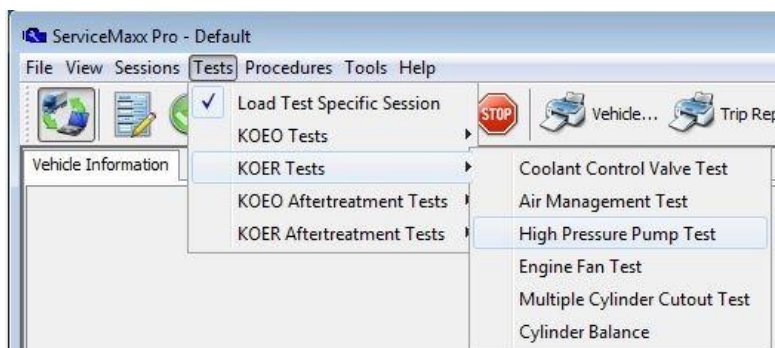 ServiceMaxx Pro - Default
File View Sessions Tests Procedures Tools Help
STOP Vehicle... Trip Rep
Vehicle Information
Load Test Specific Session
KOEO Tests
KOER Tests
KOEO Aftertreatment Tests
KOER Aftertreatment Tests
Coolant Control Valve Test
Air Management Test
High Pressure Pump Test
Engine Fan Test
Multiple Cylinder Cutout Test
Cylinder Balance